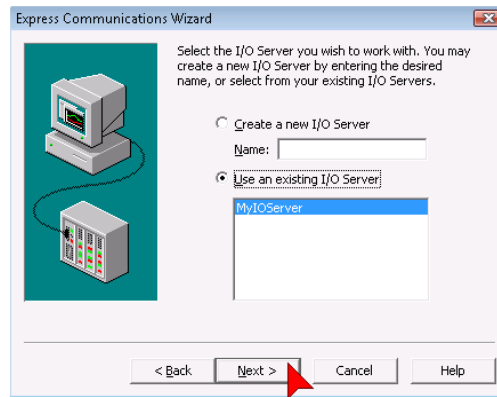 Express Communications Wizard
Select the I/O Server you wish to work with. You may
create a new I/O Server by entering the desired
name, or select from your existing I/O Servers.
Create a new I/O Server
Name:
Use an existing I/O Server
MyIOServer
< Back
Next >
Cancel
Help